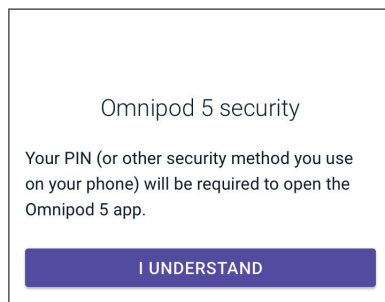 Omnipod 5 security
Your PIN (or other security method you use
on your phone) will be required to open the
Omnipod 5 app.
I UNDERSTAND